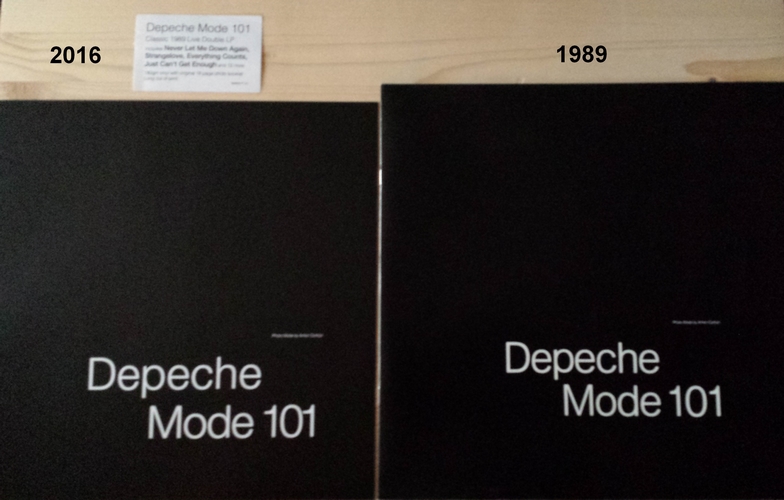 2016
Depeche Mode 101
Classic 1989 Live Double LP
Includes Never Let Me Down Again,
Strangelove, Everything Counts,
Just Can't Get Enough
1989
Depeche
Mode 101
Depeche
Mode 101